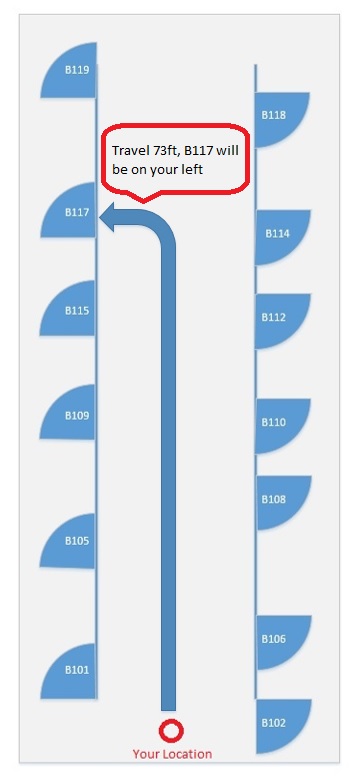 B119
B118
Travel 73ft, B117 will
be on your left
B117
B114
B115
B112
B109
B110
B108
B105
B106
B101
B102
Your Location